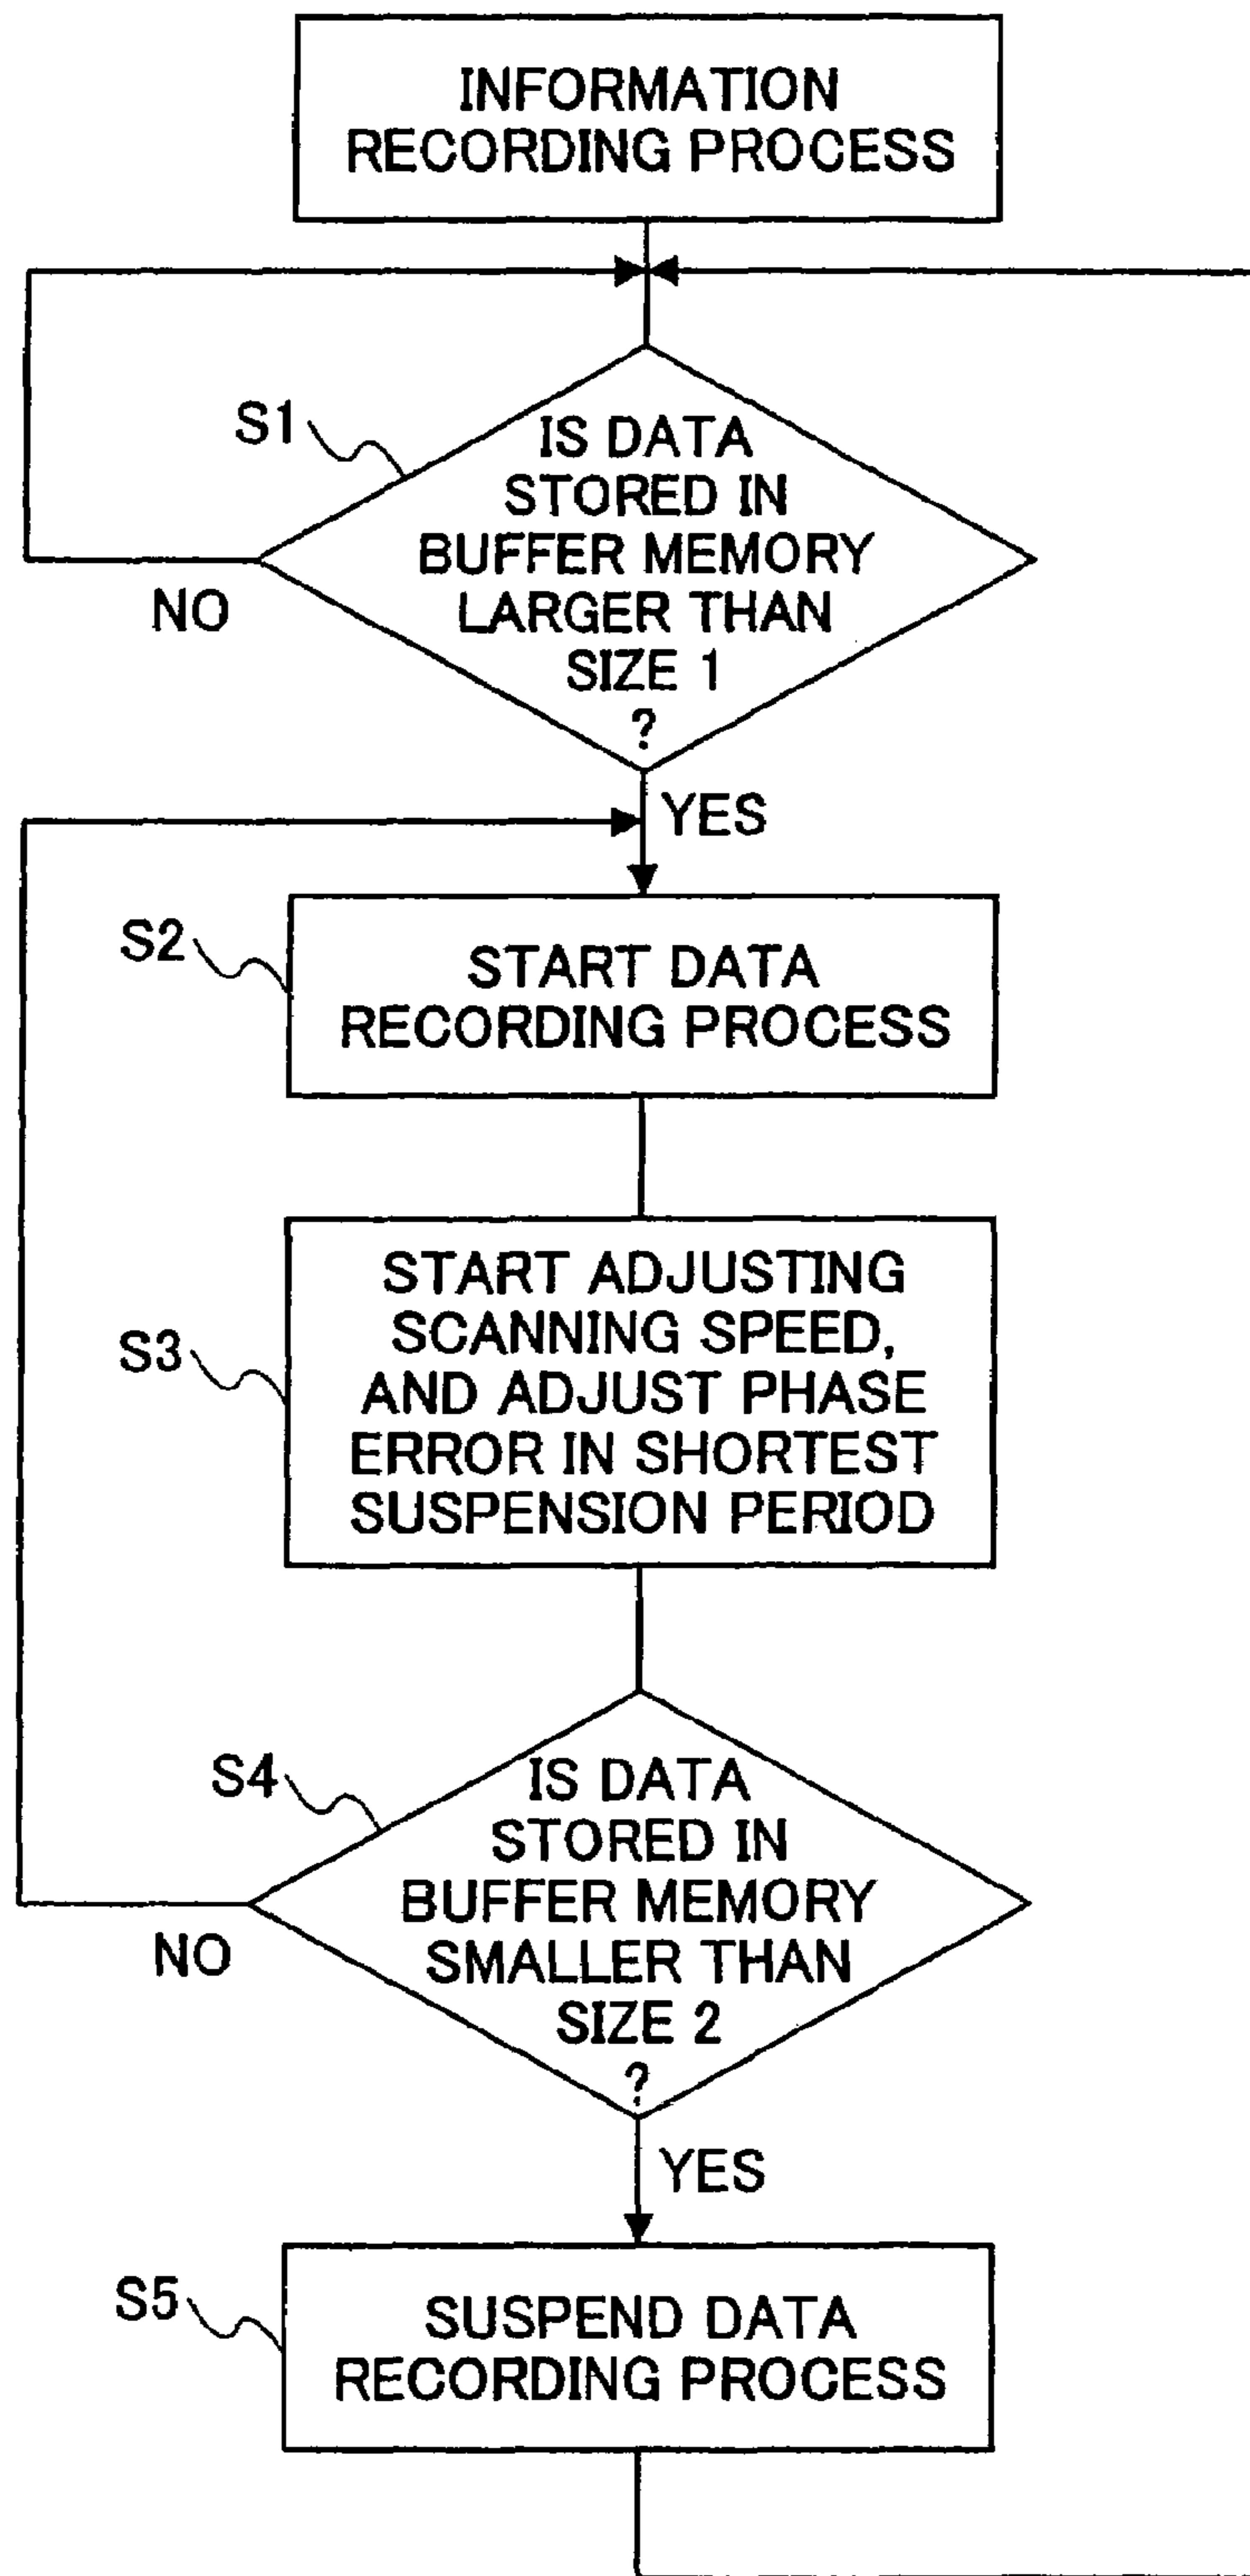 INFORMATION
RECORDING PROCESS
S1
IS DATA
STORED IN
BUFFER MEMORY
LARGER THAN
SIZE 1
?
NO
YES
S2
START DATA
RECORDING PROCESS
S3
START ADJUSTING
SCANNING SPEED,
AND ADJUST PHASE
ERROR IN SHORTEST
SUSPENSION PERIOD
S4
IS DATA
STORED IN
BUFFER MEMORY
SMALLER THAN
SIZE 2
?
NO
YES
S5
SUSPEND DATA
RECORDING PROCESS